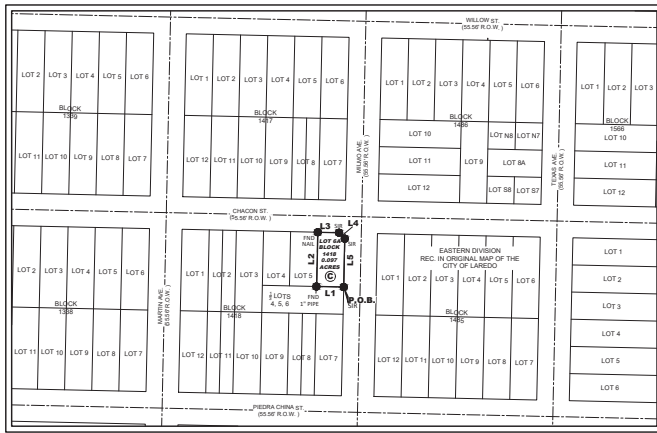 WILLOW ST.
(55.56' R.O.W. )
LOT 2 LOT 3 LOT 4 LOT 5 LOT 6
BLOCK
LOT 11 LOT 10 LOT 9 LOT 8 LOT 7
LOT 1 LOT 2 LOT 3 LOT 4 LOT 5 LOT 6
BLOCK
1417
LOT 12 LOT 11 LOT 10 LOT 9 LOT 8 LOT 7
MILMO AVE.
(55.56' R.O.W. )
LOT 1 LOT 2 LOT 3 LOT 4 LOT 5 LOT 6
BLOCK
1486
LOT 10 LOT N8 LOT N7
LOT 11 LOT 9 LOT 8A
LOT 12 LOT S8 LOT S7
TEXAS AVE.
(55.56' R.O.W. )
LOT 1 LOT 2 LOT 3
BLOCK
1566
LOT 10
LOT 11
LOT 12
CHACON ST.
(55.56' R.O.W. )
MARTIN AVE.
(55.56' R.O.W. )
LOT 2 LOT 3 LOT 4 LOT 5 LOT 6
BLOCK
1338
LOT 11 LOT 10 LOT 9 LOT 8 LOT 7
LOT 1 LOT 2 LOT 3 LOT 4 LOT 5
½ LOTS
4, 5, 6
BLOCK
1418
LOT 12 LOT 11 LOT 10 LOT 9 LOT 8 LOT 7
L3 SIR L4
FND
NAIL
SIR
LOT 6A
BLOCK
1418
0.097
ACRES
C
L2
L5
L1
FND
1" PIPE
P.O.B.
SIR
EASTERN DIVISION
REC. IN ORIGINAL MAP OF THE
CITY OF LAREDO
LOT 1 LOT 2 LOT 3 LOT 4 LOT 5 LOT 6
BLOCK
1485
LOT 12 LOT 11 LOT 10 LOT 9 LOT 8 LOT 7
LOT 1
LOT 2
LOT 3
LOT 4
LOT 5
LOT 6
PIEDRA CHINA ST.
(55.56' R.O.W. )